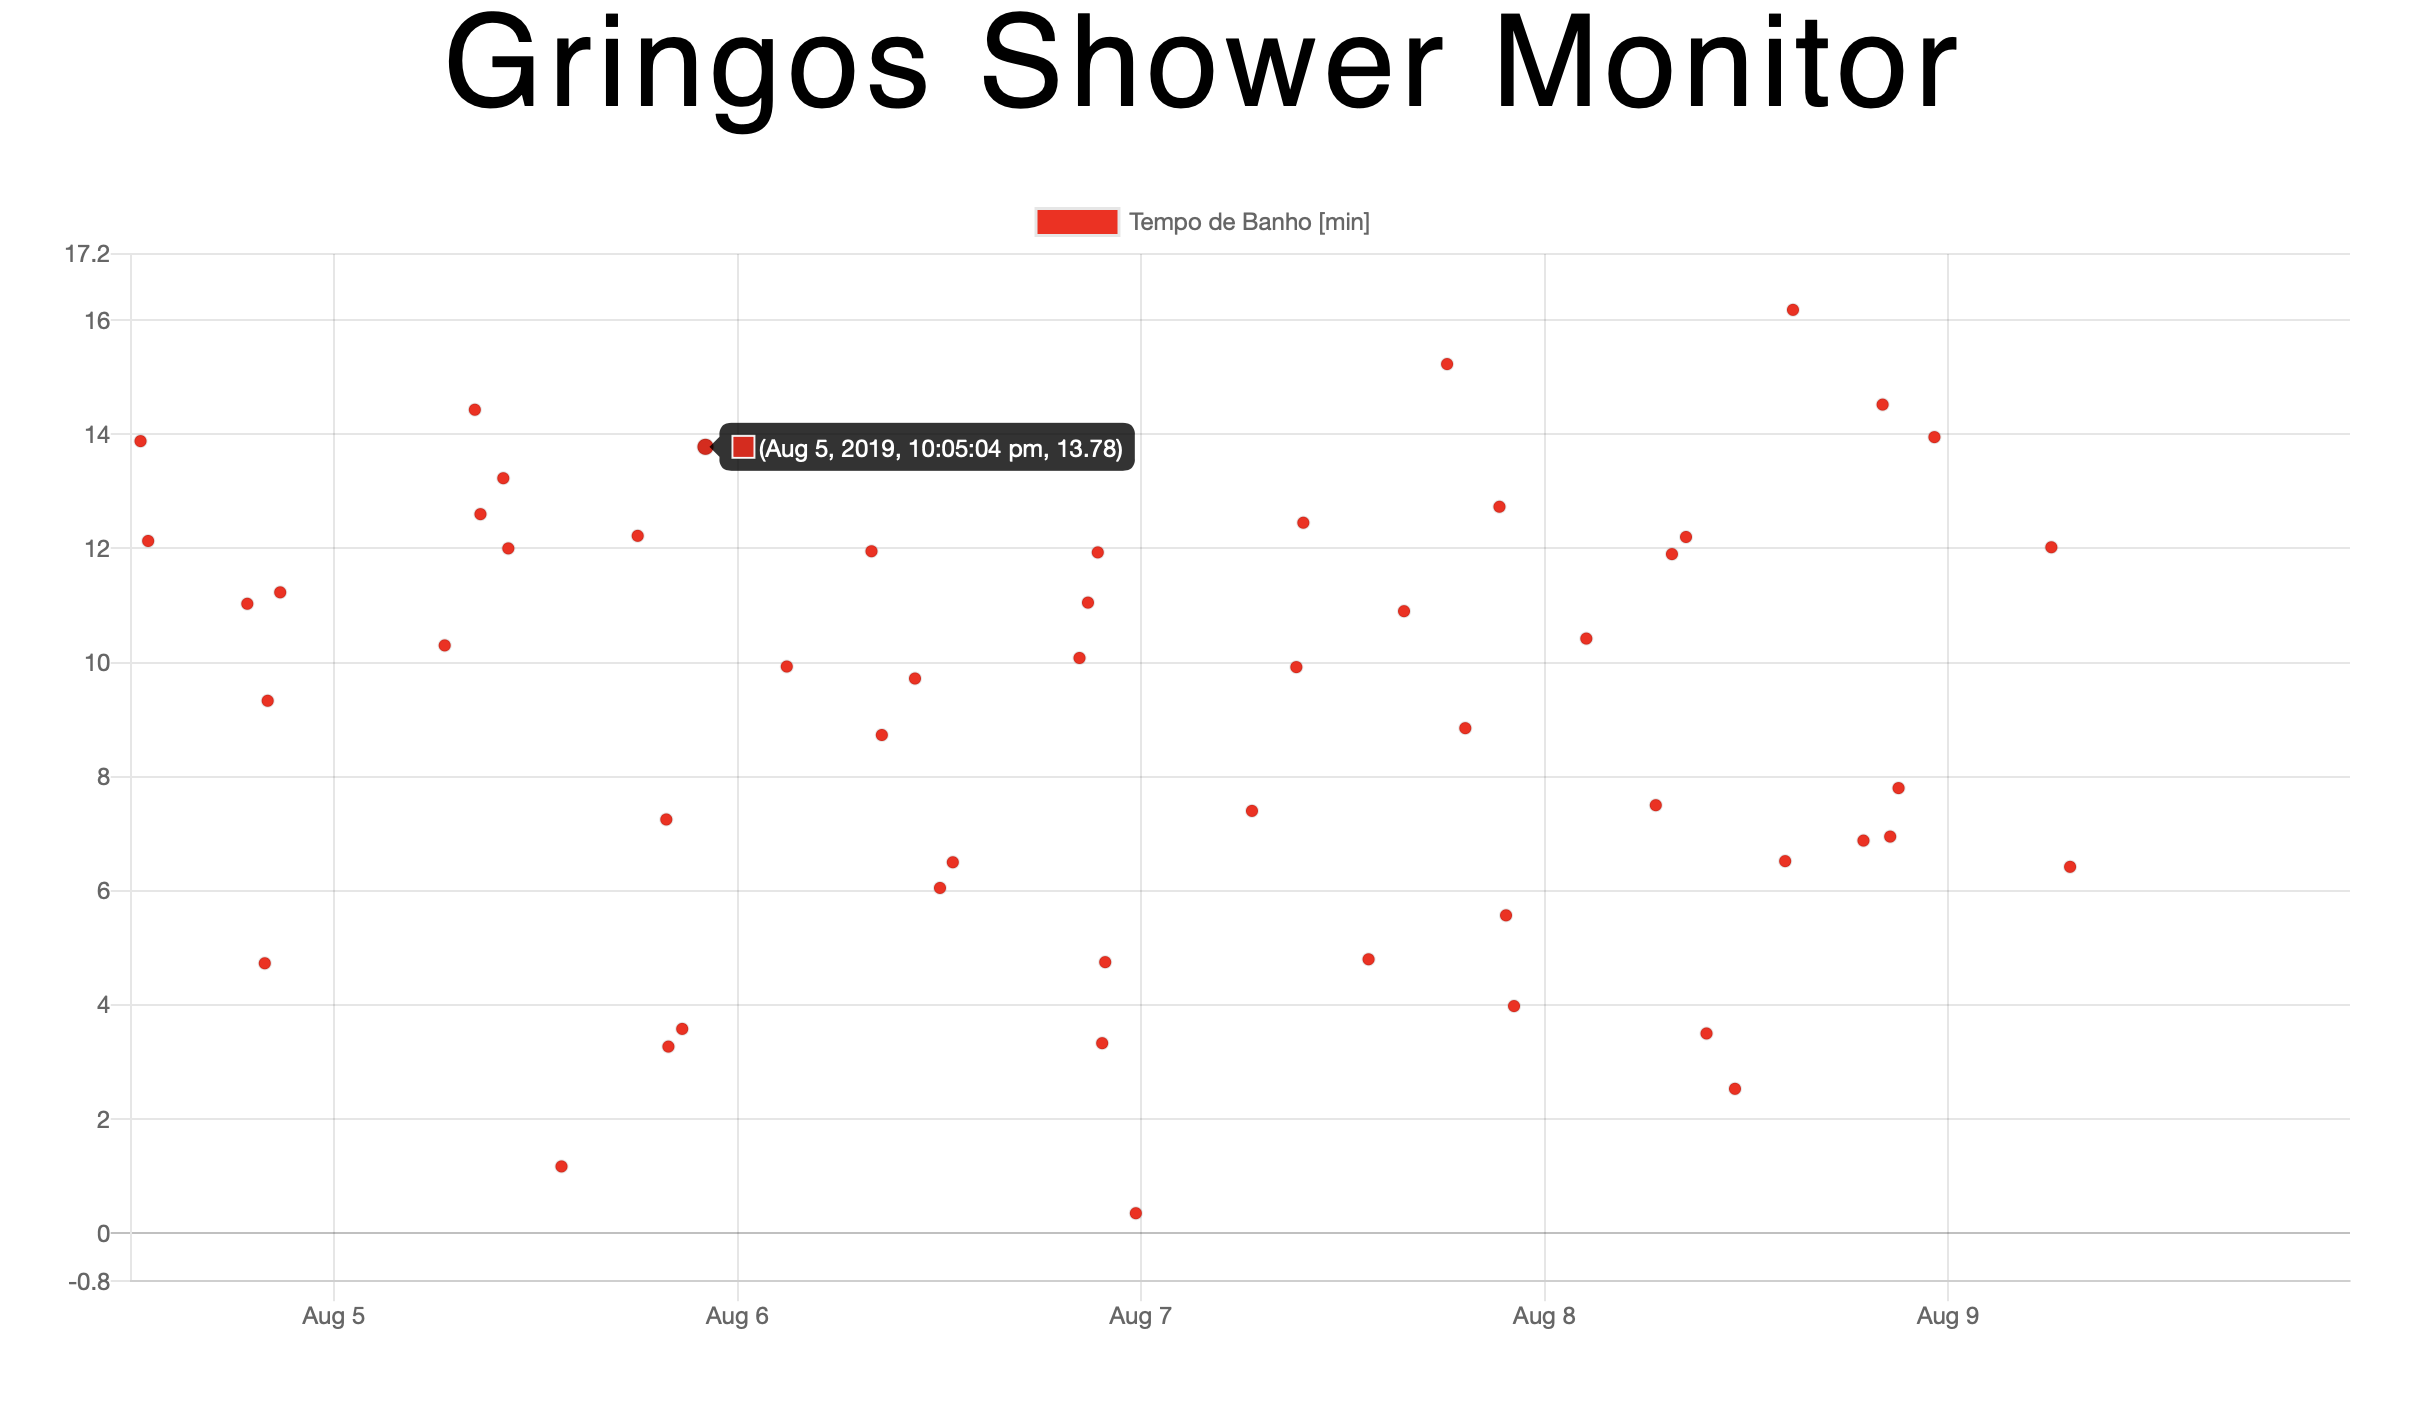 Gringos Shower Monitor
Tempo de Banho [min]
17.2
16
14
(Aug 5, 2019, 10:05:04 pm, 13.78)
12
10
8
6
4
2
0
-0.8
Aug 5 Aug 6 Aug 7 Aug 8 Aug 9